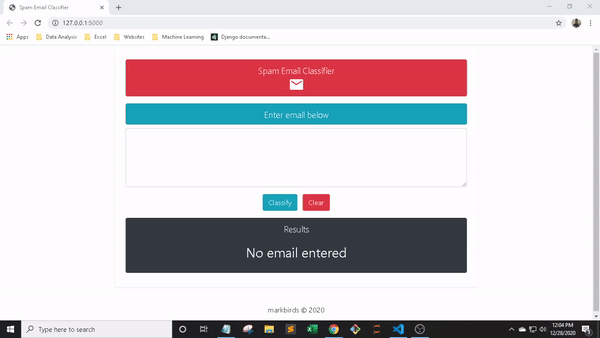 Spam Email Classifier
127.0.0.1:5000
Apps
Data Analysis
Excel
Websites
Machine Learning
Django documenta...
Spam Email Classifier
Enter email below
Classify
Clear
Results
No email entered
markbirds © 2020
Type here to search
12:04 PM
12/28/2020